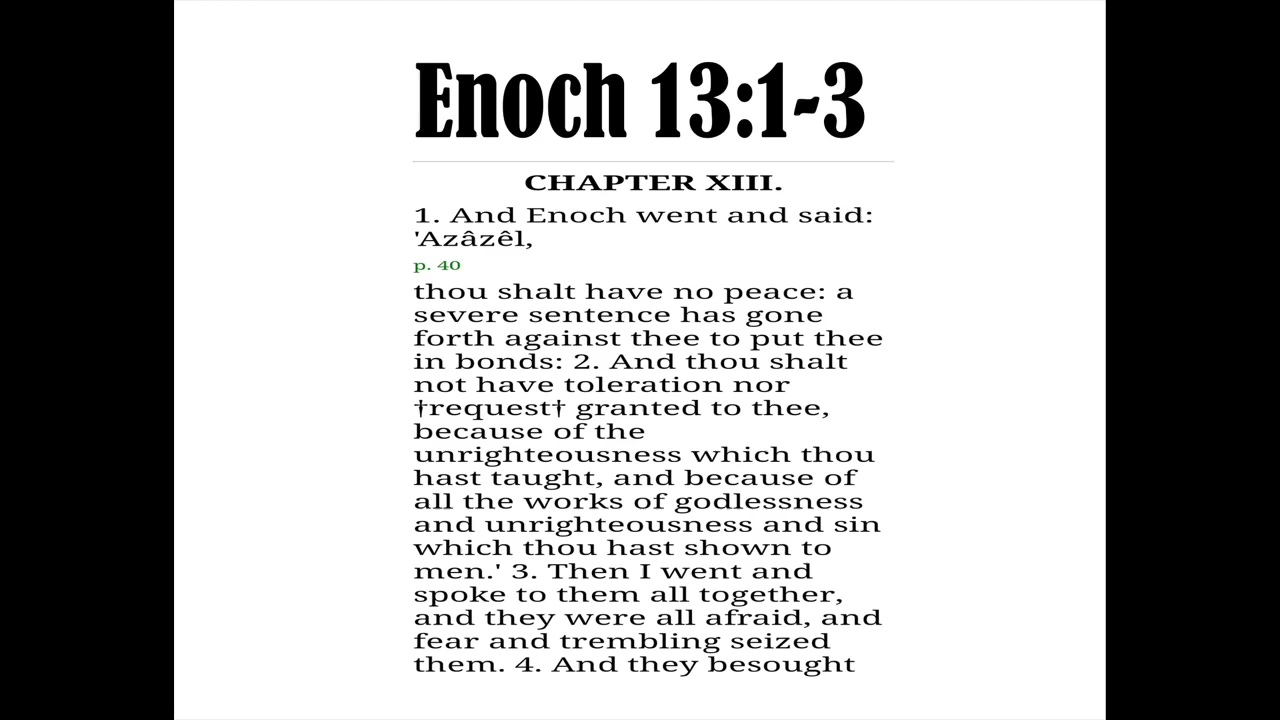 Enoch 13:1-3
CHAPTER XIII.
1. And Enoch went and said:
'Azâzêl,
p. 40
thou shalt have no peace: a
severe sentence has gone
forth against thee to put thee
in bonds: 2. And thou shalt
not have toleration nor
†request† granted to thee,
because of the
unrighteousness which thou
hast taught, and because of
all the works of godlessness
and unrighteousness and sin
which thou hast shown to
men.' 3. Then I went and
spoke to them all together,
and they were all afraid, and
fear and trembling seized
them. 4. And they besought